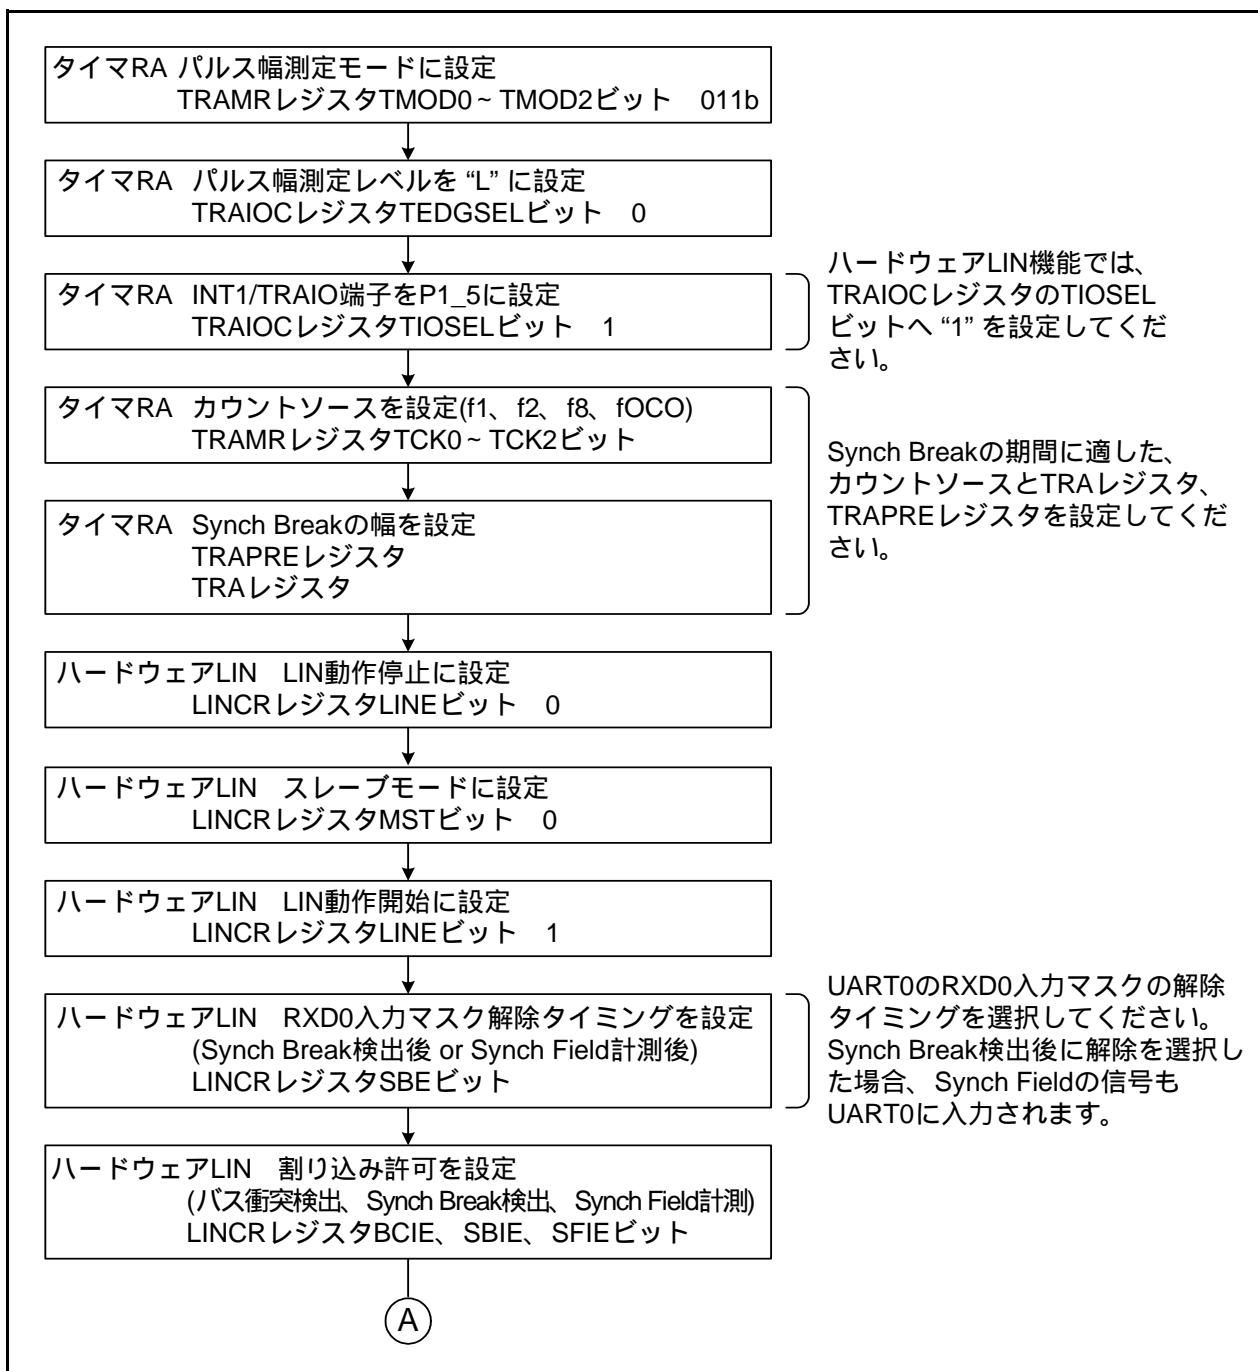 タイマRA パルス幅測定モードに設定
TRAMRレジスタTMOD0~TMOD2ビット 011b
タイマRA パルス幅測定レベルを “L” に設定
TRAIOCレジスタTEDGSELビット 0
タイマRA INT1/TRAIO端子をP1_5に設定
TRAIOCレジスタTIOSELビット 1
ハードウェアLIN機能では、
TRAIOCレジスタのTIOSEL
ビットへ “1” を設定してくだ
さい。
タイマRA カウントソースを設定(f1、f2、f8、fOCO)
TRAMRレジスタTCK0~TCK2ビット
タイマRA Synch Breakの幅を設定
TRAPREレジスタ
TRAレジスタ
Synch Breakの期間に適した、
カウントソースとTRAレジスタ、
TRAPREレジスタを設定してくだ
さい。
ハードウェアLIN LIN動作停止に設定
LINCRレジスタLINEビット 0
ハードウェアLIN スレーブモードに設定
LINCRレジスタMSTビット 0
ハードウェアLIN LIN動作開始に設定
LINCRレジスタLINEビット 1
ハードウェアLIN RXD0入力マスク解除タイミングを設定
(Synch Break検出後 or Synch Field計測後)
LINCRレジスタSBEビット
UART0のRXD0入力マスクの解除
タイミングを選択してください。
Synch Break検出後に解除を選択し
た場合、Synch Fieldの信号も
UART0に入力されます。
ハードウェアLIN 割り込み許可を設定
(バス衝突検出、Synch Break検出、Synch Field計測)
LINCRレジスタBCIE、SBIE、SFIEビット
A